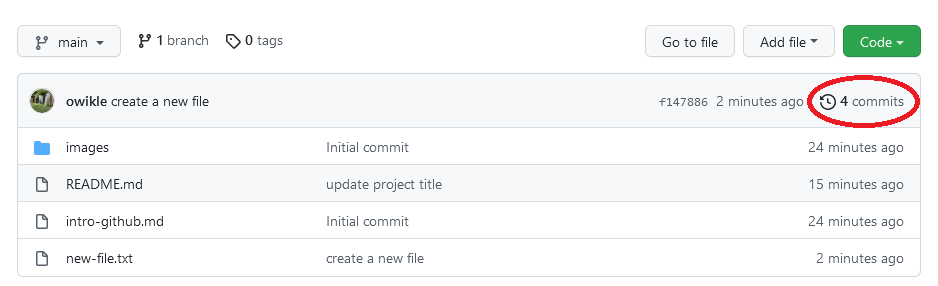 main 1 branch 0 tags Go to file Add file Code
owikle create a new file f147886 2 minutes ago 4 commits
images Initial commit 24 minutes ago
README.md update project title 15 minutes ago
intro-github.md Initial commit 24 minutes ago
new-file.txt create a new file 2 minutes ago